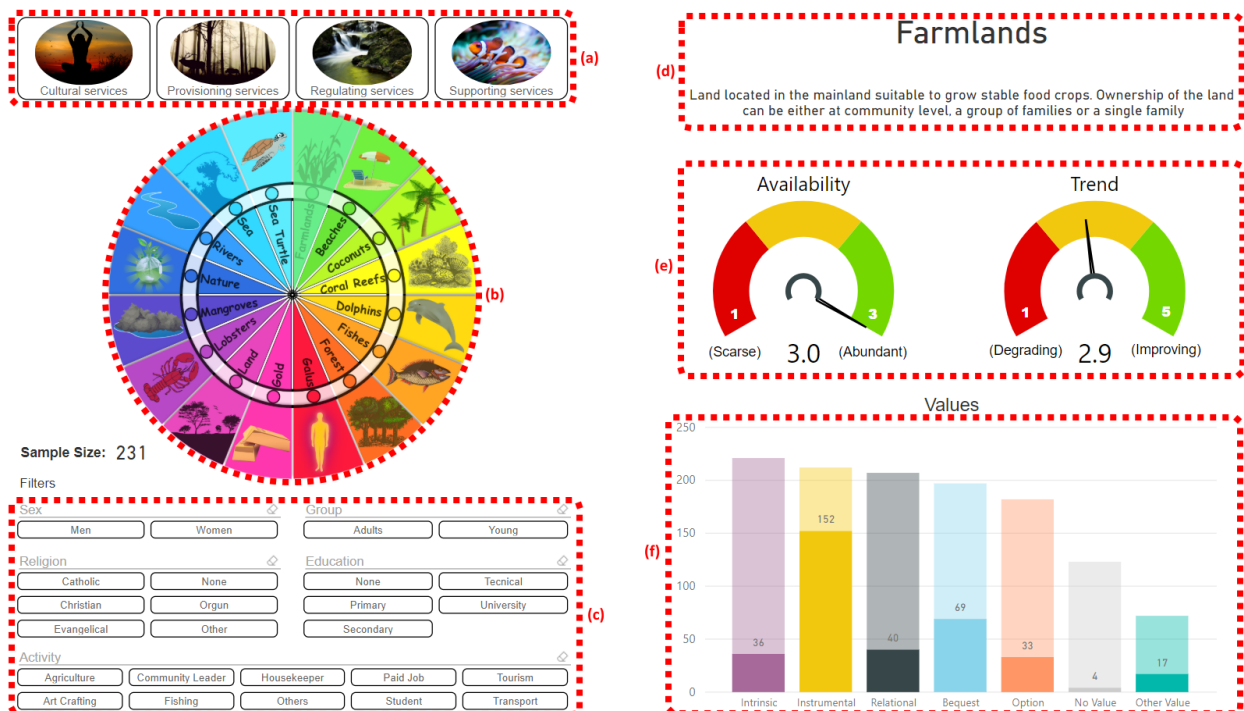 Cultural services Provisioning services Regulating services Supporting services
(a)
Farmlands
(d)
Land located in the mainland suitable to grow stable food crops. Ownership of the land
can be either at community level, a group of families or a single family
Farmlands
Beaches
Coconuts
Coral Reefs
Dolphins
Fishes
Forest
Galus
Gold
Land
Lobsters
Mangroves
Nature
Rivers
Sea
Sea Turtle
(b)
Availability
1
3
(Scarse) 3.0 (Abundant)
Trend
1
5
(Degrading) 2.9 (Improving)
(e)
Sample Size: 231
Filters
Sex
Men Women
Group
Adults Young
Religion
Catholic None
Christian Orgun
Evangelical Other
Education
None Tecnical
Primary University
Secondary
Activity
Agriculture Community Leader Housekeeper Paid Job Tourism
Art Crafting Fishing Others Student Transport
(c)
Values
250
200
150
100
50
0
36
152
40
69
33
4
17
Intrinsic Instrumental Relational Bequest Option No Value Other Value
(f)